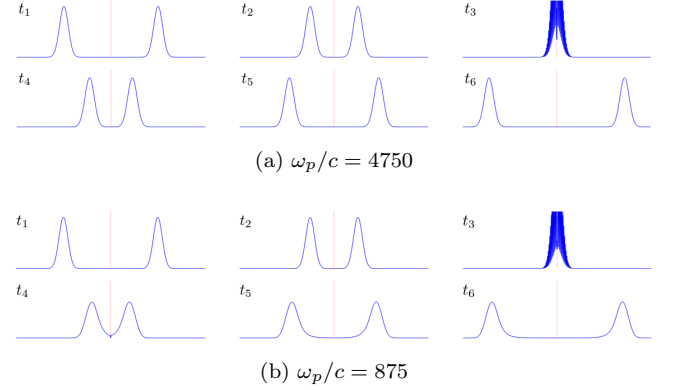 t₁ t₂ t₃
t₄ t₅ t₆
(a) ωₚ/c = 4750
t₁ t₂ t₃
t₄ t₅ t₆
(b) ωₚ/c = 875